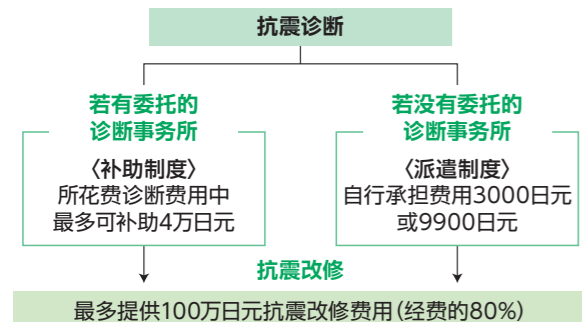 抗震诊断
若有委托的
诊断事务所
〈补助制度〉
所花费诊断费用中
最多可补助4万日元
若没有委托的
诊断事务所
〈派遣制度〉
自行承担费用3000日元
或9900日元
抗震改修
最多提供100万日元抗震改修费用(经费的80%)